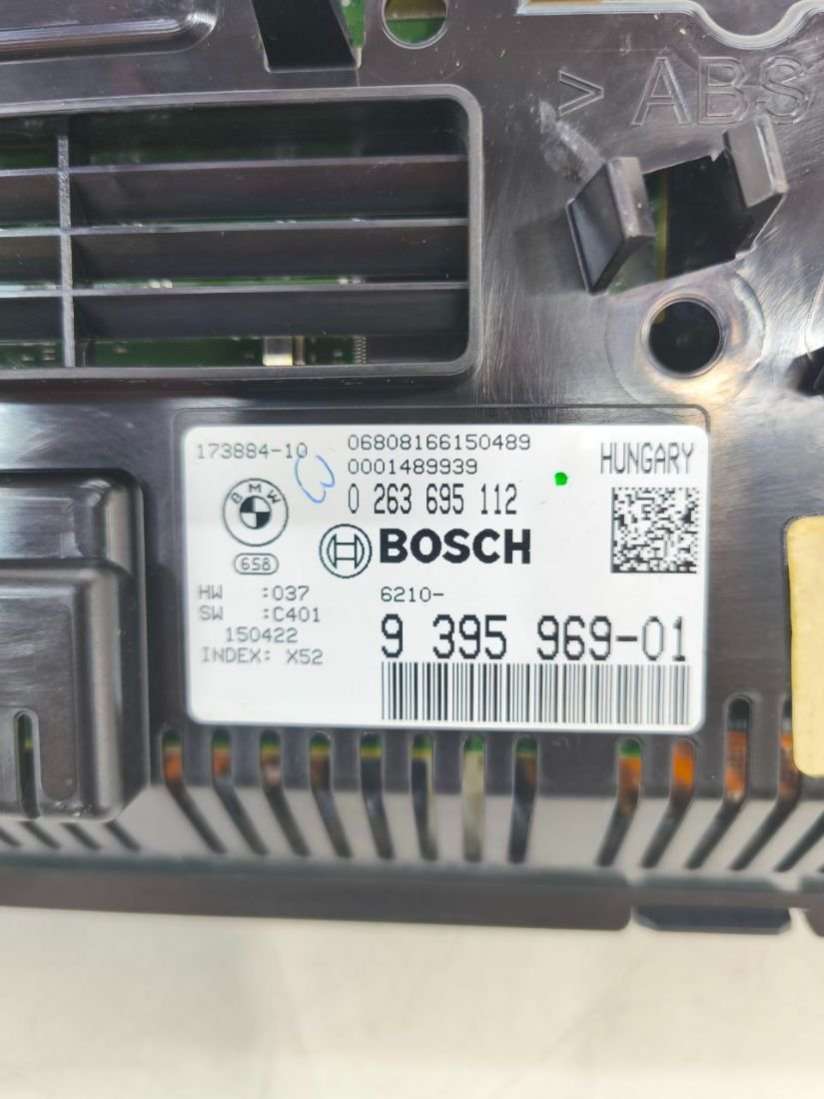 > ABS
173884-10
06808166150489
0001489939
HUNGARY
0 263 695 112
BMW
BOSCH
658
HW :037
6210-
SW :C401
9 395 969-01
150422
INDEX: X52